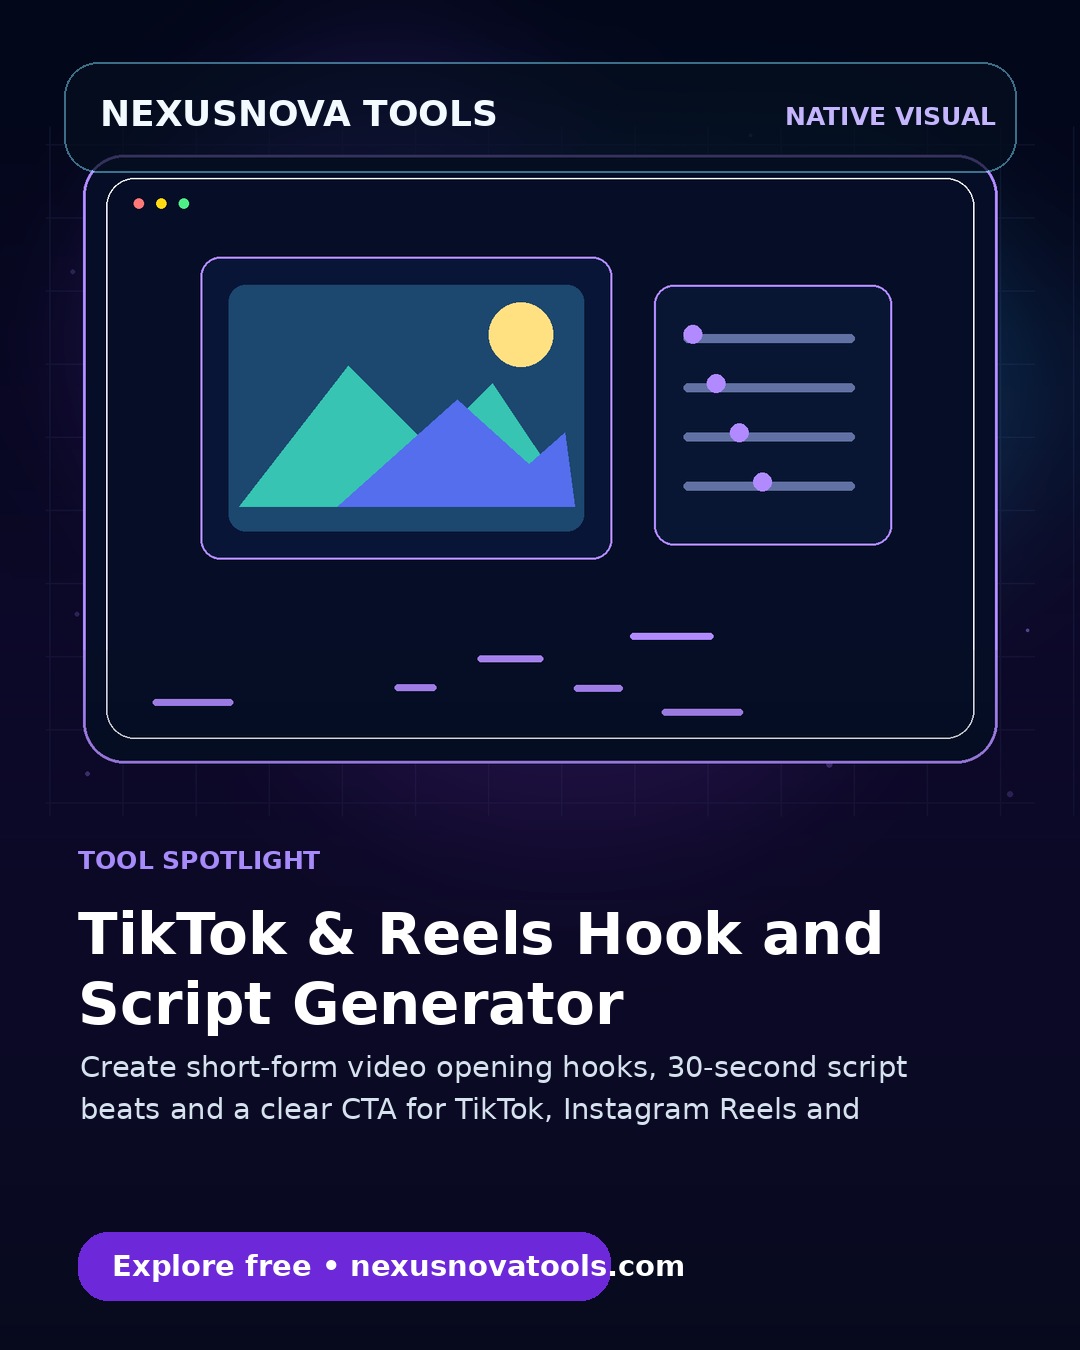 NEXUSNOVA TOOLS
NATIVE VISUAL
TOOL SPOTLIGHT
TikTok & Reels Hook and
Script Generator
Create short-form video opening hooks, 30-second script
beats and a clear CTA for TikTok, Instagram Reels and
Explore free • nexusnovatools.com